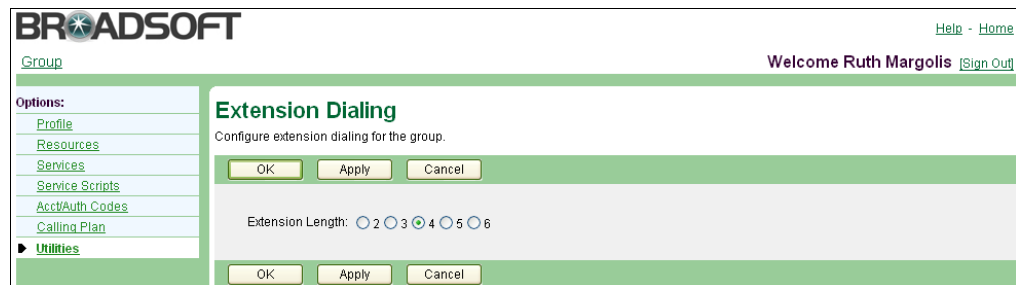 BROADSOFT
Help - Home
Group
Welcome Ruth Margolis [Sign Out]
Options:
Profile
Resources
Services
Service Scripts
Acct/Auth Codes
Calling Plan
Utilities
Extension Dialing
Configure extension dialing for the group.
OK Apply Cancel
Extension Length: 2 3 4 5 6
OK Apply Cancel